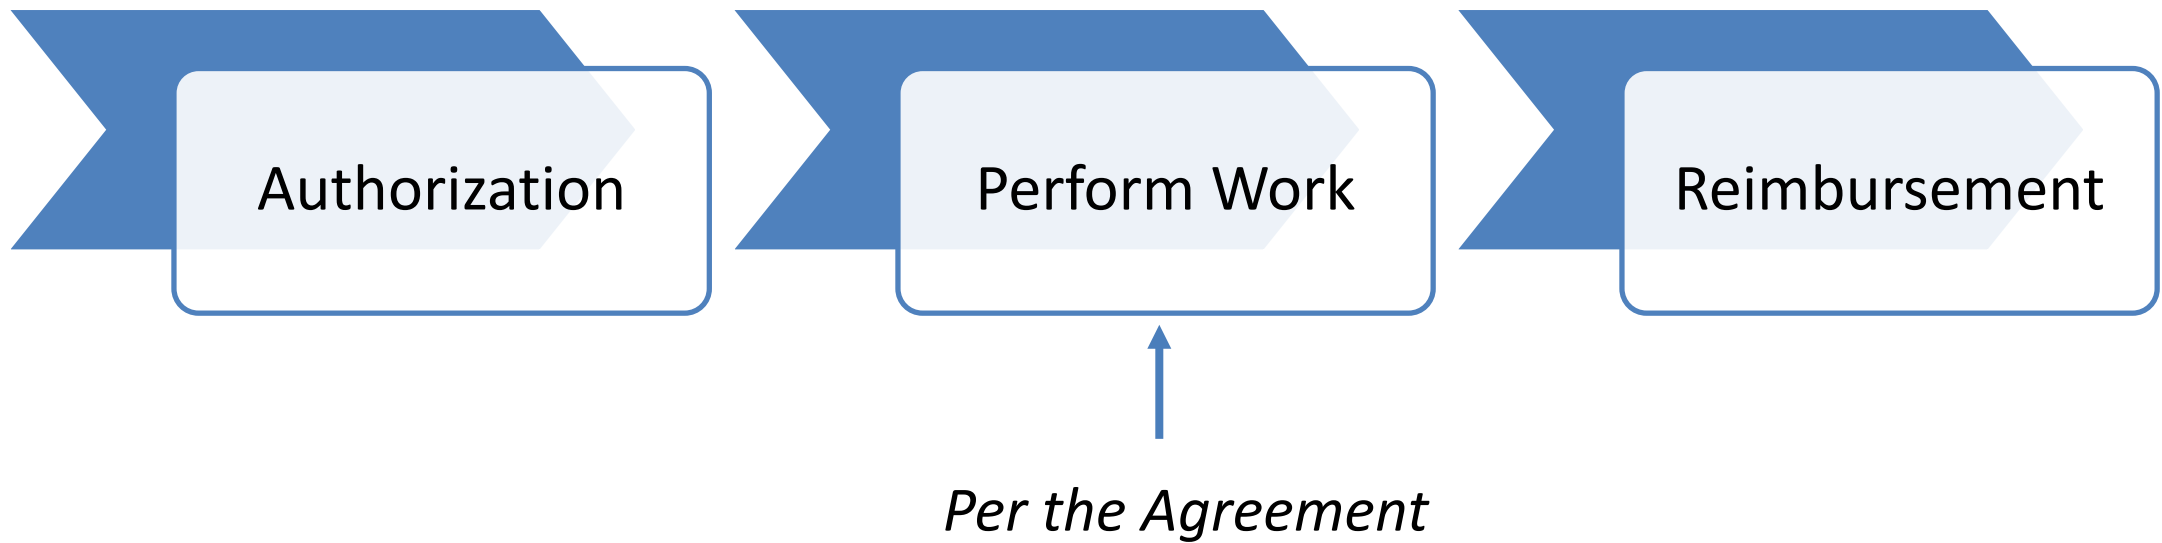 Authorization
Perform Work
Reimbursement
Per the Agreement